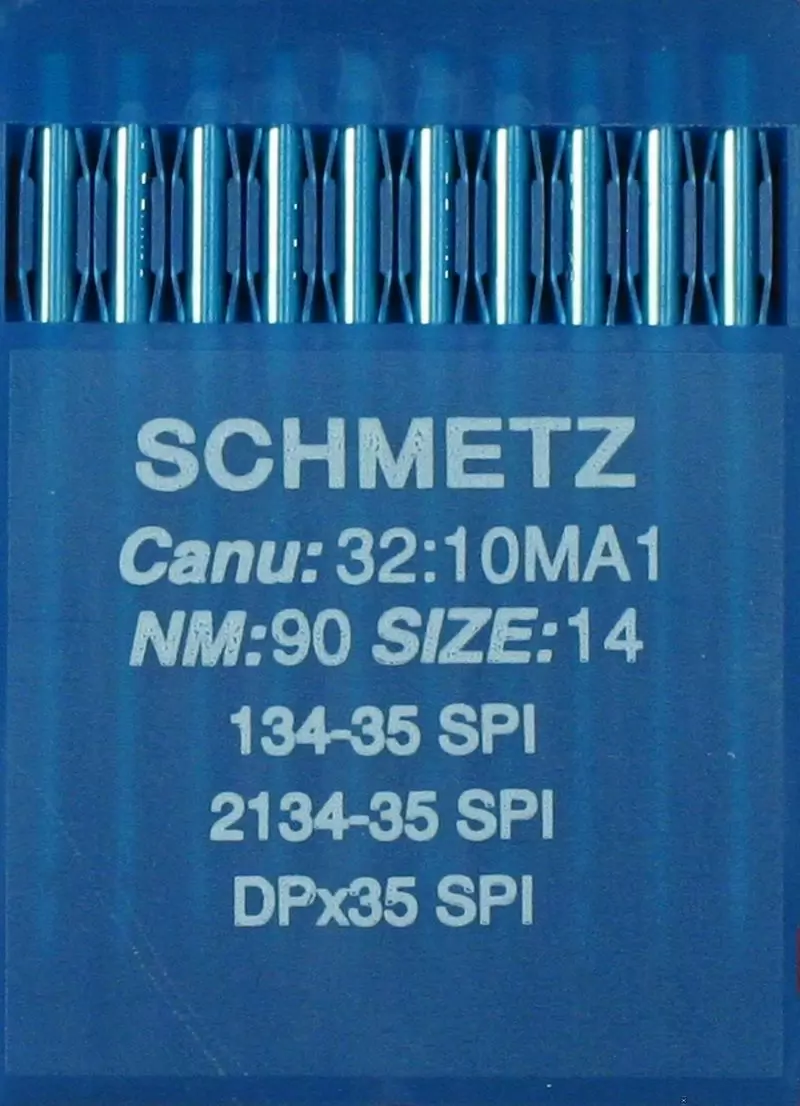 SCHMETZ
Canu: 32:10MA1
NM:90 SIZE:14
134-35 SPI
2134-35 SPI
DPx35 SPI